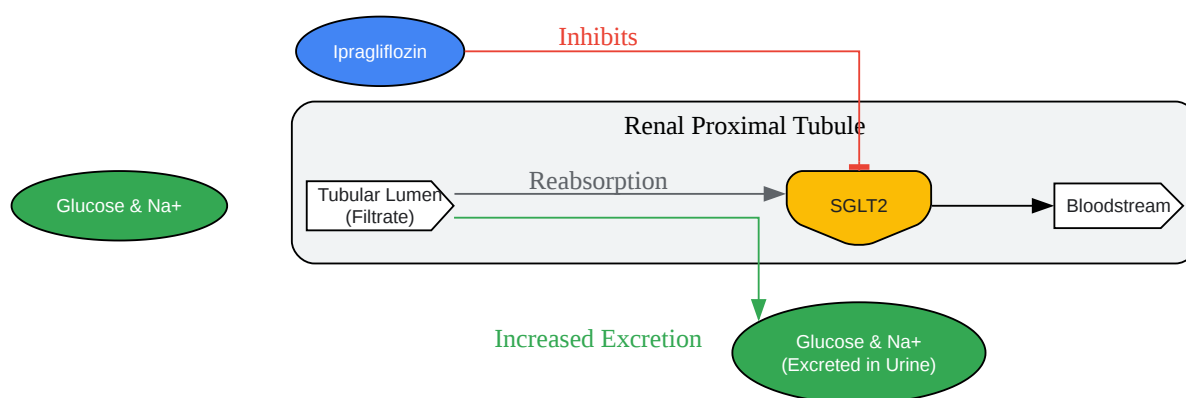 Ipragliflozin
Inhibits
Renal Proximal Tubule
Glucose & Na+
Tubular Lumen
(Filtrate)
Reabsorption
SGLT2
Bloodstream
Increased Excretion
Glucose & Na+
(Excreted in Urine)